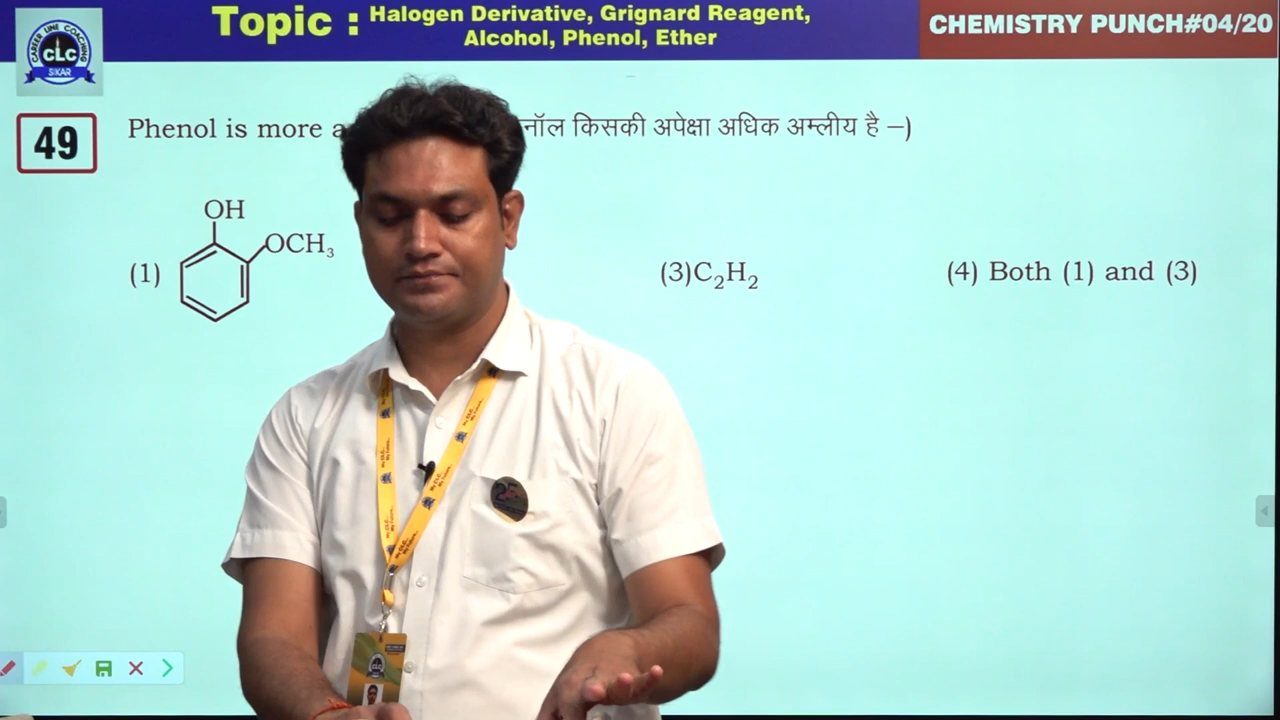 Topic : Halogen Derivative, Grignard Reagent,
Alcohol, Phenol, Ether
CHEMISTRY PUNCH#04/20
CAREER LINE COACHING
CLC
SIKAR
49
Phenol is more
किसकी अपेक्षा अधिक अम्लीय है –)
OH
OCH₃
(1)
(3)C₂H₂
(4) Both (1) and (3)